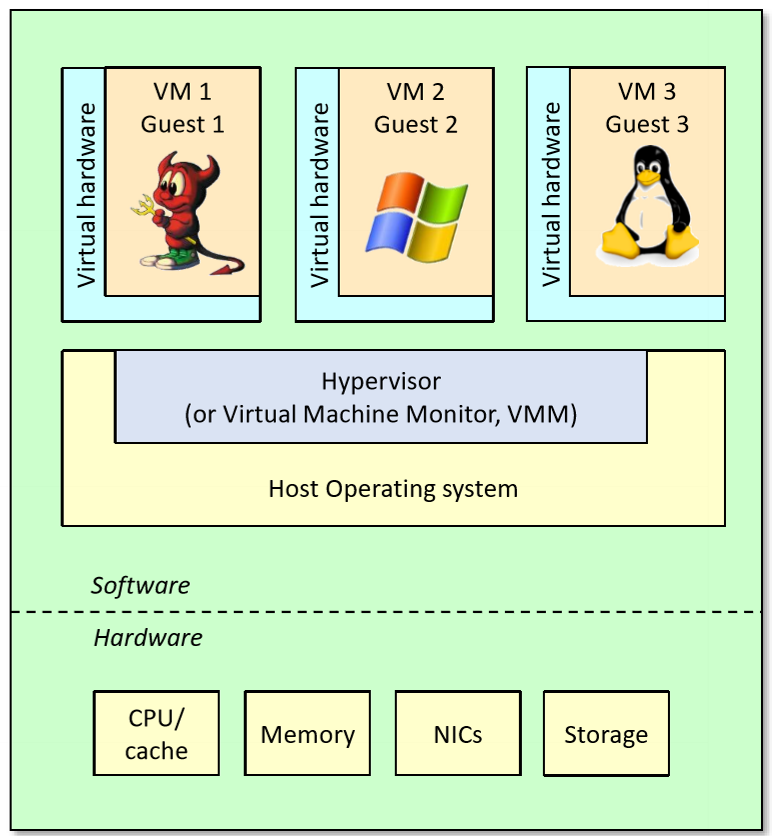 VM 1
Guest 1
Virtual hardware
VM 2
Guest 2
Virtual hardware
VM 3
Guest 3
Virtual hardware
Hypervisor
(or Virtual Machine Monitor, VMM)
Host Operating system
Software
Hardware
CPU/
cache
Memory
NICs
Storage